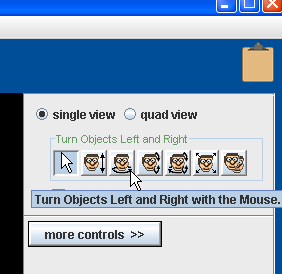 single view quad view
Turn Objects Left and Right
Turn Objects Left and Right with the Mouse.
more controls >>